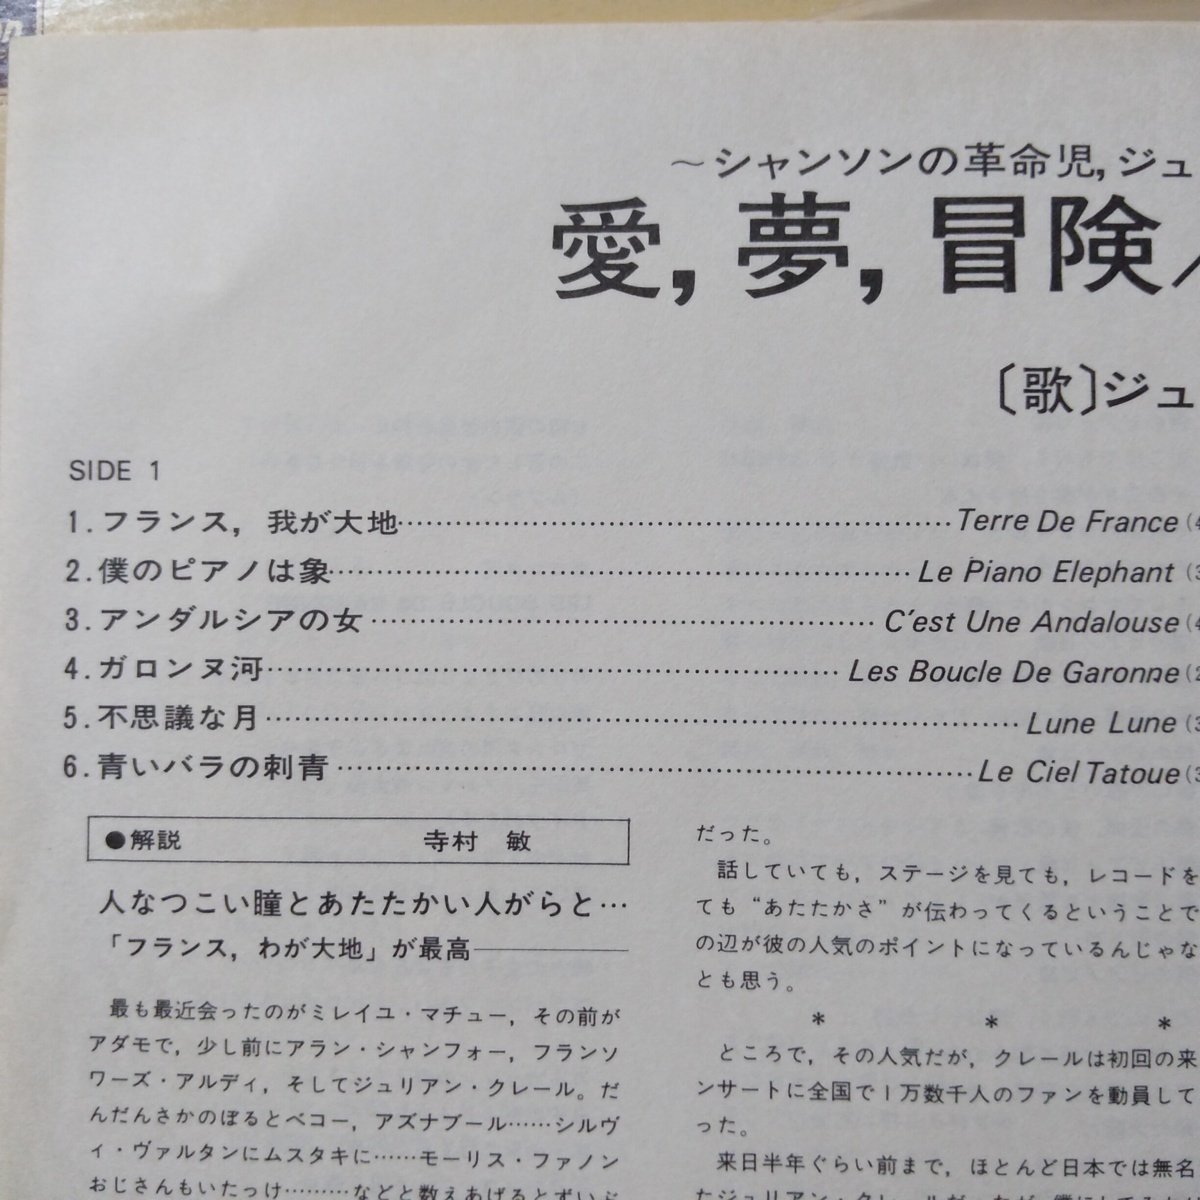 ～シャンソンの革命児，ジュ
愛，夢，冒険
〔歌〕ジュ
SIDE 1
1. フランス，我が大地……………………………………Terre De France
2. 僕のピアノは象……………………………………Le Piano Elephant
3. アンダルシアの女……………………………………C'est Une Andalouse
4. ガロンヌ河……………………………………Les Boucle De Garonne
5. 不思議な月……………………………………Lune Lune
6. 青いバラの刺青……………………………………Le Ciel Tatoue
●解説 寺村 敏
人なつこい瞳とあたたかい人がらと…
「フランス，わが大地」が最高―――
最も最近会ったのがミレイユ・マチュー，その前が
アダモで，少し前にアラン・シャンフォー，フランソ
ワーズ・アルディ，そしてジュリアン・クレール。だ
んだんさかのぼるとベコー，アズナブール……シルヴ
ィ・ヴァルタンにムスタキに……モーリス・ファノン
おじさんもいたっけ………などと数えあげるとずいぶ
だった。
話していても，ステージを見ても，レコードを
ても“あたたかさ”が伝わってくるということで
の辺が彼の人気のポイントになっているんじゃな
とも思う。
* * *
ところで，その人気だが，クレールは初回の来
ンサートに全国で1万数千人のファンを動員して
った。
来日半年ぐらい前まで，ほとんど日本では無名
たジュリアン・クレールだったが，僕に